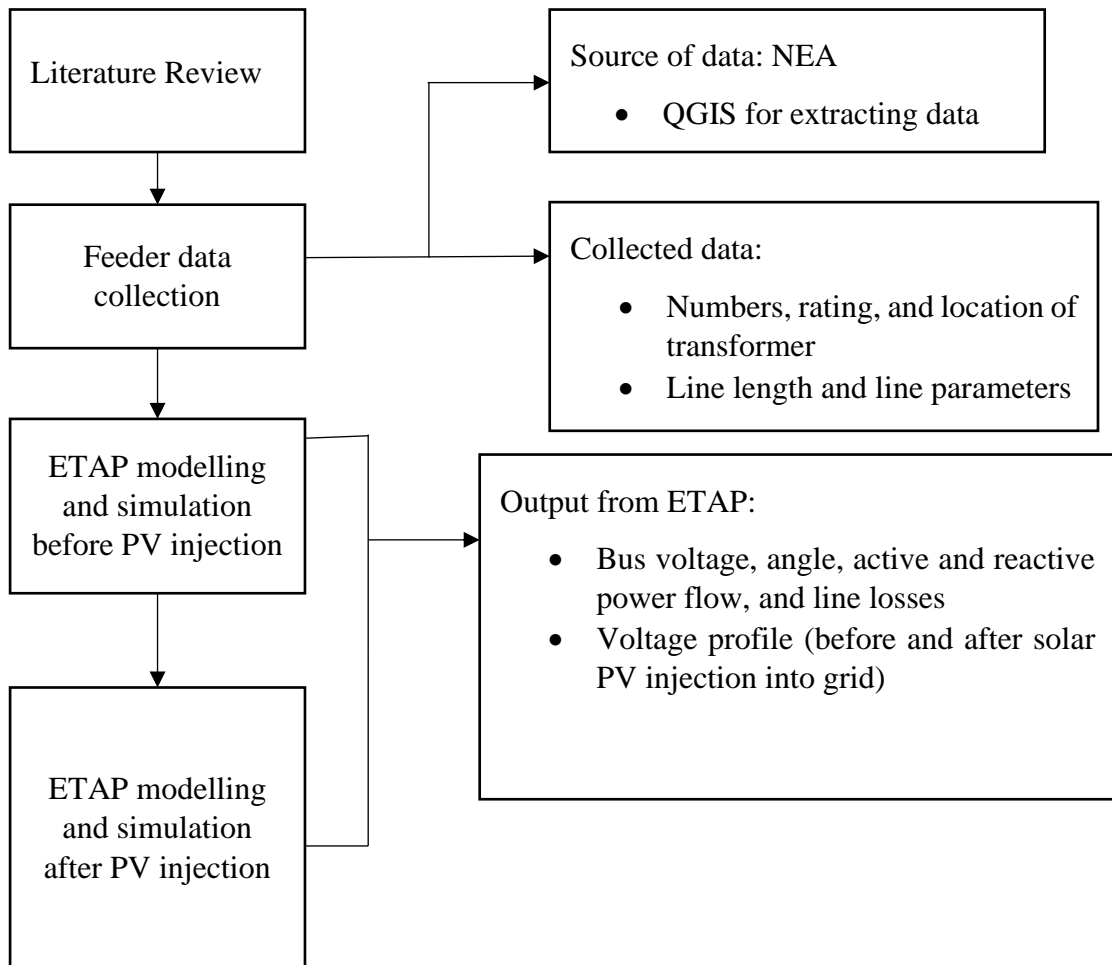 Literature Review
Source of data: NEA
• QGIS for extracting data
Feeder data
collection
Collected data:
• Numbers, rating, and location of
transformer
• Line length and line parameters
ETAP modelling
and simulation
before PV injection
Output from ETAP:
• Bus voltage, angle, active and reactive
power flow, and line losses
• Voltage profile (before and after solar
PV injection into grid)
ETAP modelling
and simulation
after PV injection